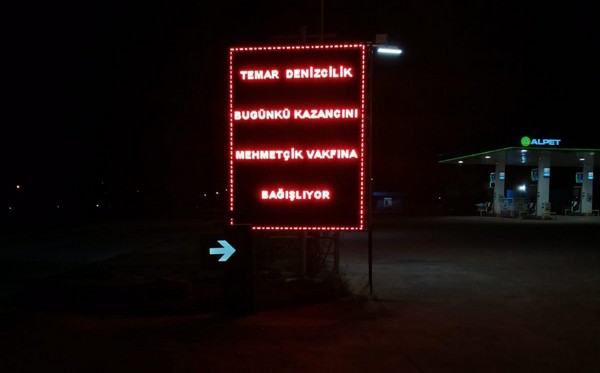 TEMAR DENİZCİLİK
BUGÜNKÜ KAZANCINI
MEHMETÇİK VAKFINA
BAĞIŞLIYOR
ALPET